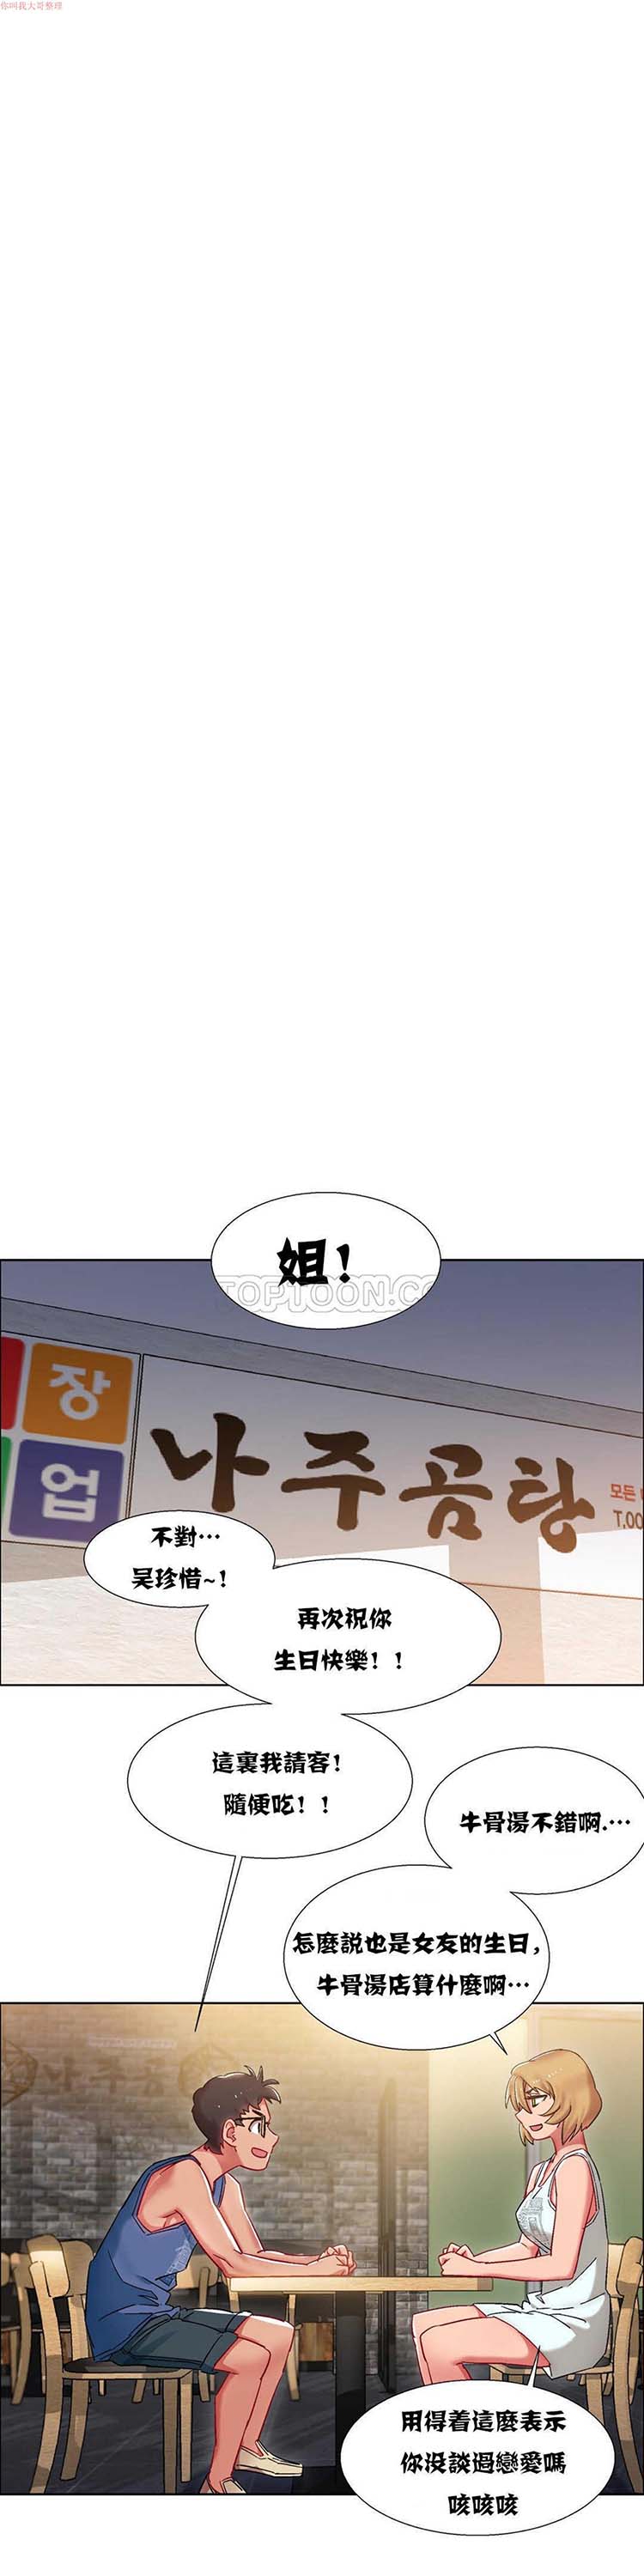 你叫我大哥整理
姐!
TOPTOON.CO
장
업
나주곰탕
모든
T.00
不對…
吴珍惜~!
再次祝你
生日快樂!!
這裏我請客!
隨便吃!!
牛骨湯不錯啊.…
怎麼説也是女友的生日,
牛骨湯店算什麼啊…
用得着這麼表示
你没談過戀愛嗎
咳咳咳